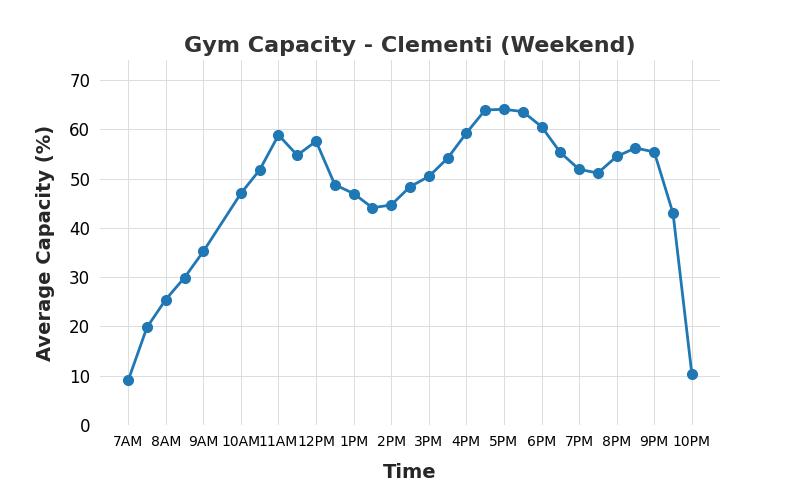 Gym Capacity - Clementi (Weekend)
70
60
50
40
30
20
10
0
Average Capacity (%)
7AM 8AM 9AM 10AM 11AM 12PM 1PM 2PM 3PM 4PM 5PM 6PM 7PM 8PM 9PM 10PM
Time